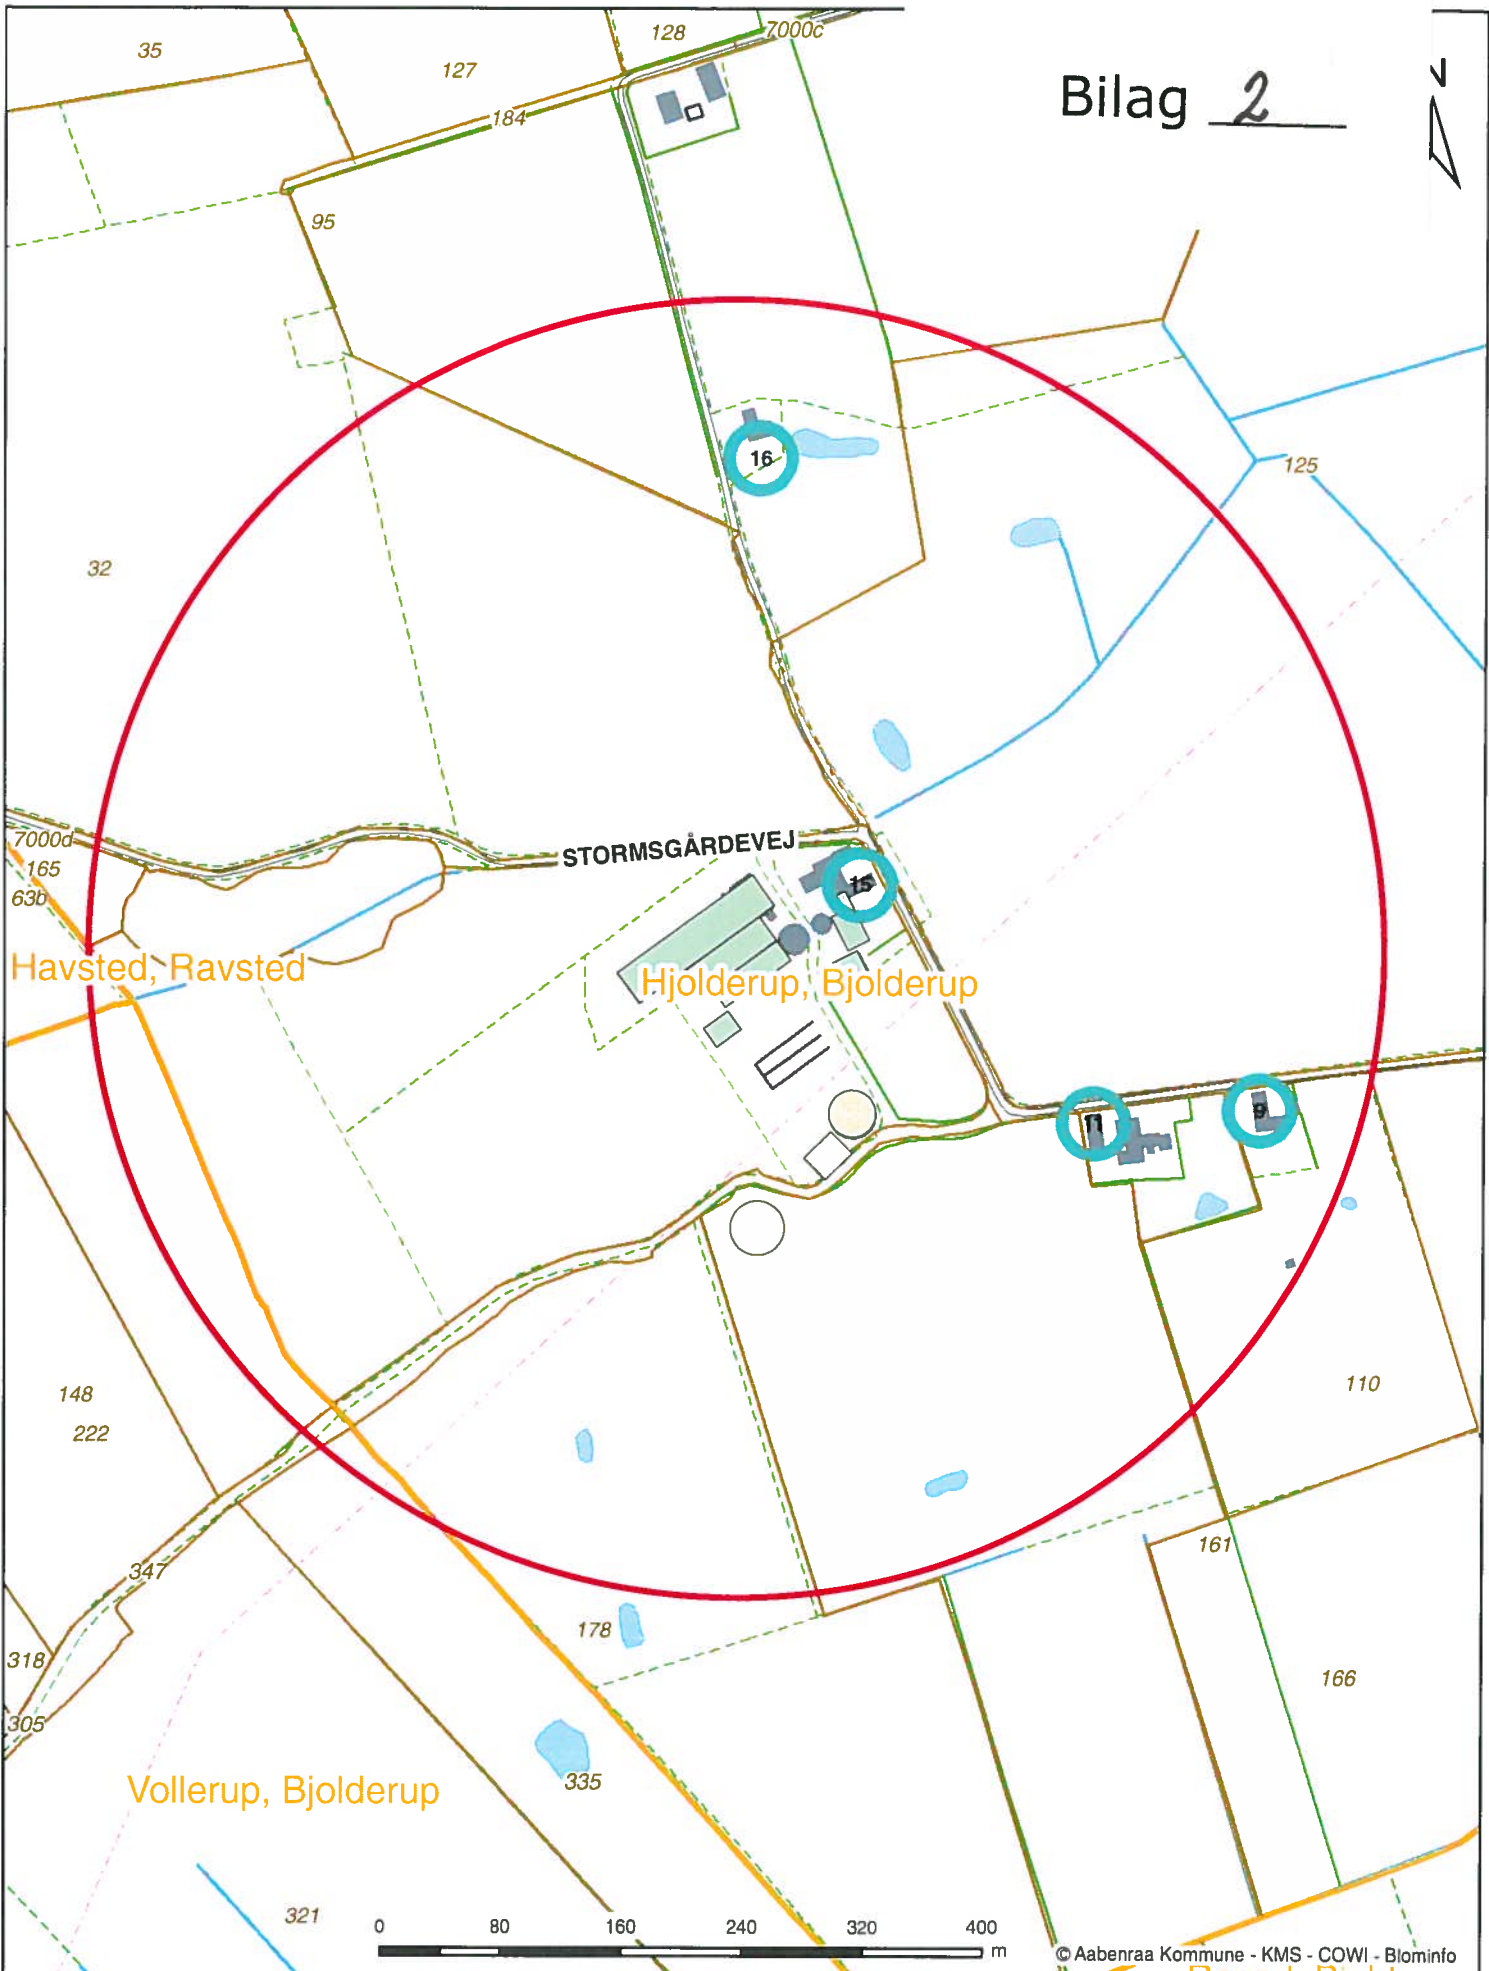 35
127
128
7000c
184
Bilag 2
N
95
16
125
32
7000d
165
63b
STORMSGÅRDEVEJ
15
Havsted, Ravsted
Hjolderup, Bjolderup
11
9
148
222
110
161
347
178
318
166
305
335
Vollerup, Bjolderup
321
0 80 160 240 320 400 m
© Aabenraa Kommune - KMS - COWI - Blominfo